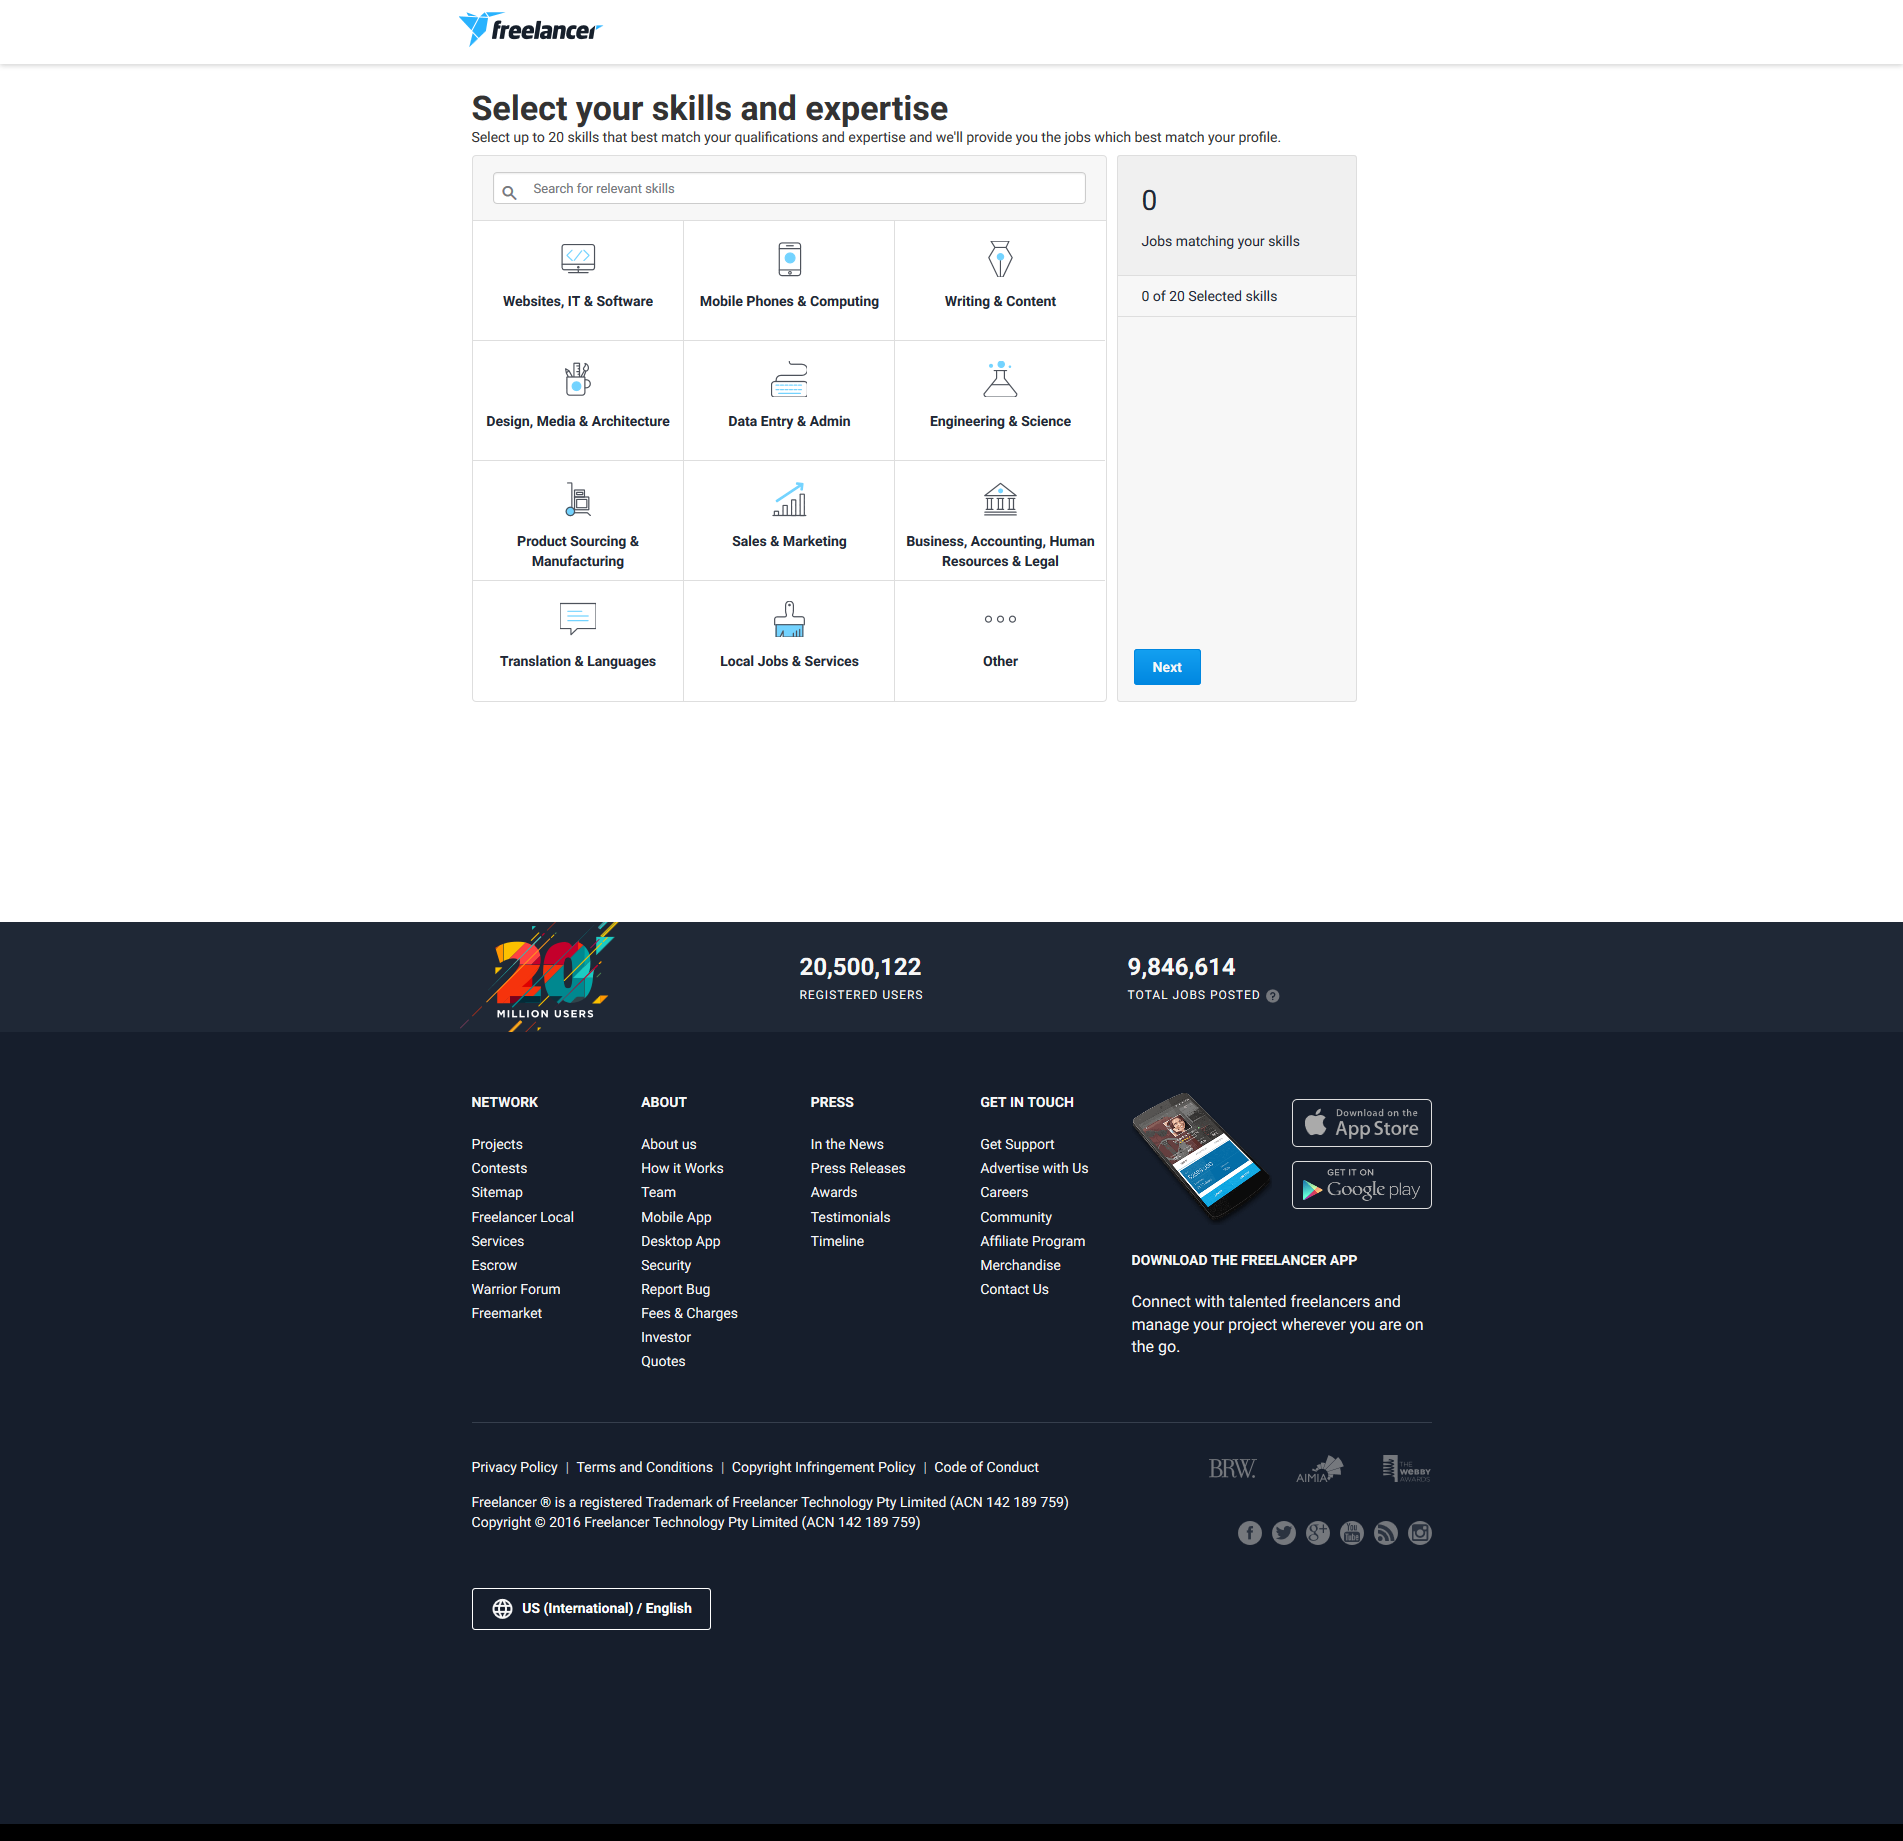 freelancer
Select your skills and expertise
Select up to 20 skills that best match your qualifications and expertise and we'll provide you the jobs which best match your profile.
Search for relevant skills
Websites, IT & Software
Mobile Phones & Computing
Writing & Content
Design, Media & Architecture
Data Entry & Admin
Engineering & Science
Product Sourcing &
Manufacturing
Sales & Marketing
Business, Accounting, Human
Resources & Legal
Translation & Languages
Local Jobs & Services
Other
0
Jobs matching your skills
0 of 20 Selected skills
Next
20
MILLION USERS
20,500,122
REGISTERED USERS
9,846,614
TOTAL JOBS POSTED ?
NETWORK
Projects
Contests
Sitemap
Freelancer Local
Services
Escrow
Warrior Forum
Freemarket
ABOUT
About us
How it Works
Team
Mobile App
Desktop App
Security
Report Bug
Fees & Charges
Investor
Quotes
PRESS
In the News
Press Releases
Awards
Testimonials
Timeline
GET IN TOUCH
Get Support
Advertise with Us
Careers
Community
Affiliate Program
Merchandise
Contact Us
Download on the
App Store
GET IT ON
Google play
DOWNLOAD THE FREELANCER APP
Connect with talented freelancers and
manage your project wherever you are on
the go.
Privacy Policy | Terms and Conditions | Copyright Infringement Policy | Code of Conduct
Freelancer ® is a registered Trademark of Freelancer Technology Pty Limited (ACN 142 189 759)
Copyright © 2016 Freelancer Technology Pty Limited (ACN 142 189 759)
BRW.
AIMIA
THE
WEBBY
AWARDS
f
g+
You
Tube
US (International) / English